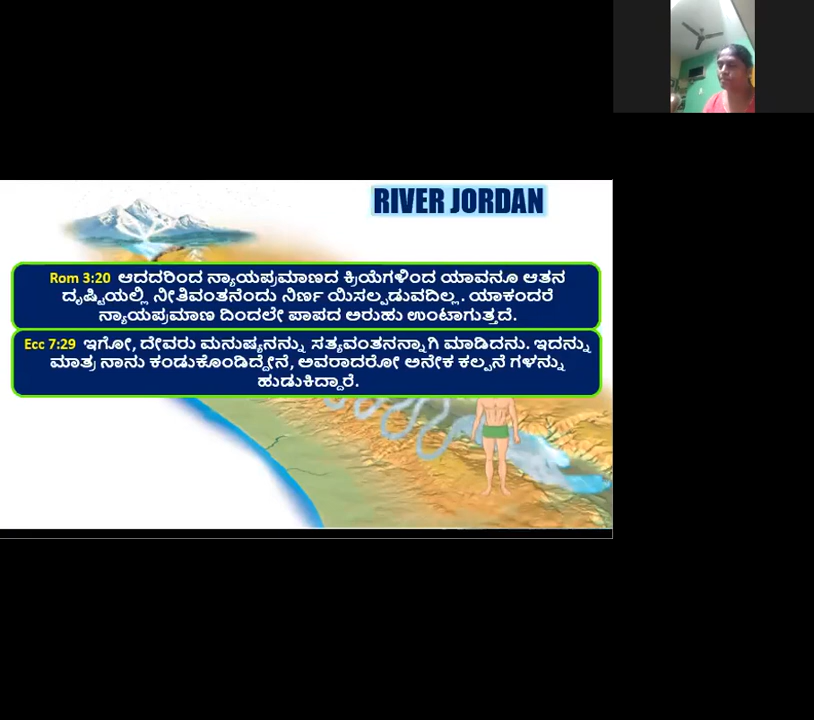 RIVER JORDAN
Rom 3:20 ಆದದರಿಂದ ನ್ಯಾಯಪ್ರಮಾಣದ ಕ್ರಿಯೆಗಳಿಂದ ಯಾವನೂ ಆತನ
ದೃಷ್ಟಿಯಲ್ಲಿ ನೀತಿವಂತನೆಂದು ನಿರ್ಣ ಯಿಸಲ್ಪಡುವದಿಲ್ಲ. ಯಾಕಂದರೆ
ನ್ಯಾಯಪ್ರಮಾಣ ದಿಂದಲೇ ಪಾಪದ ಅರುಹು ಉಂಟಾಗುತ್ತದೆ.
Ecc 7:29 ಇಗೋ, ದೇವರು ಮನುಷ್ಯನನ್ನು ಸತ್ಯವಂತನನ್ನಾಗಿ ಮಾಡಿದನು. ಇದನ್ನು
ಮಾತ್ರ ನಾನು ಕಂಡುಕೊಂಡಿದ್ದೇನೆ, ಅವರಾದರೋ ಅನೇಕ ಕಲ್ಪನೆ ಗಳನ್ನು
ಹುಡುಕಿದ್ದಾರೆ.